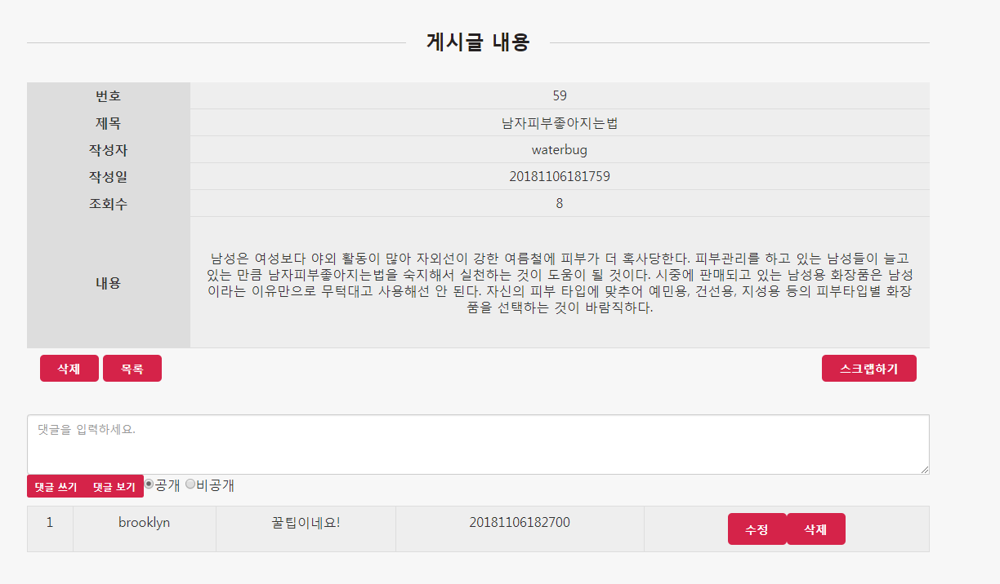 게시글 내용
번호 59
제목 남자피부좋아지는법
작성자 waterbug
작성일 20181106181759
조회수 8
내용
남성은 여성보다 야외 활동이 많아 자외선이 강한 여름철에 피부가 더 혹사당한다. 피부관리를 하고 있는 남성들이 늘고
있는 만큼 남자피부좋아지는법을 숙지해서 실천하는 것이 도움이 될 것이다. 시중에 판매되고 있는 남성용 화장품은 남성
이라는 이유만으로 무턱대고 사용해선 안 된다. 자신의 피부 타입에 맞추어 예민용, 건선용, 지성용 등의 피부타입별 화장
품을 선택하는 것이 바람직하다.
삭제 목록 스크랩하기
댓글을 입력하세요.
댓글 쓰기 댓글 보기 공개 비공개
1 brooklyn 꿀팁이네요! 20181106182700 수정 삭제